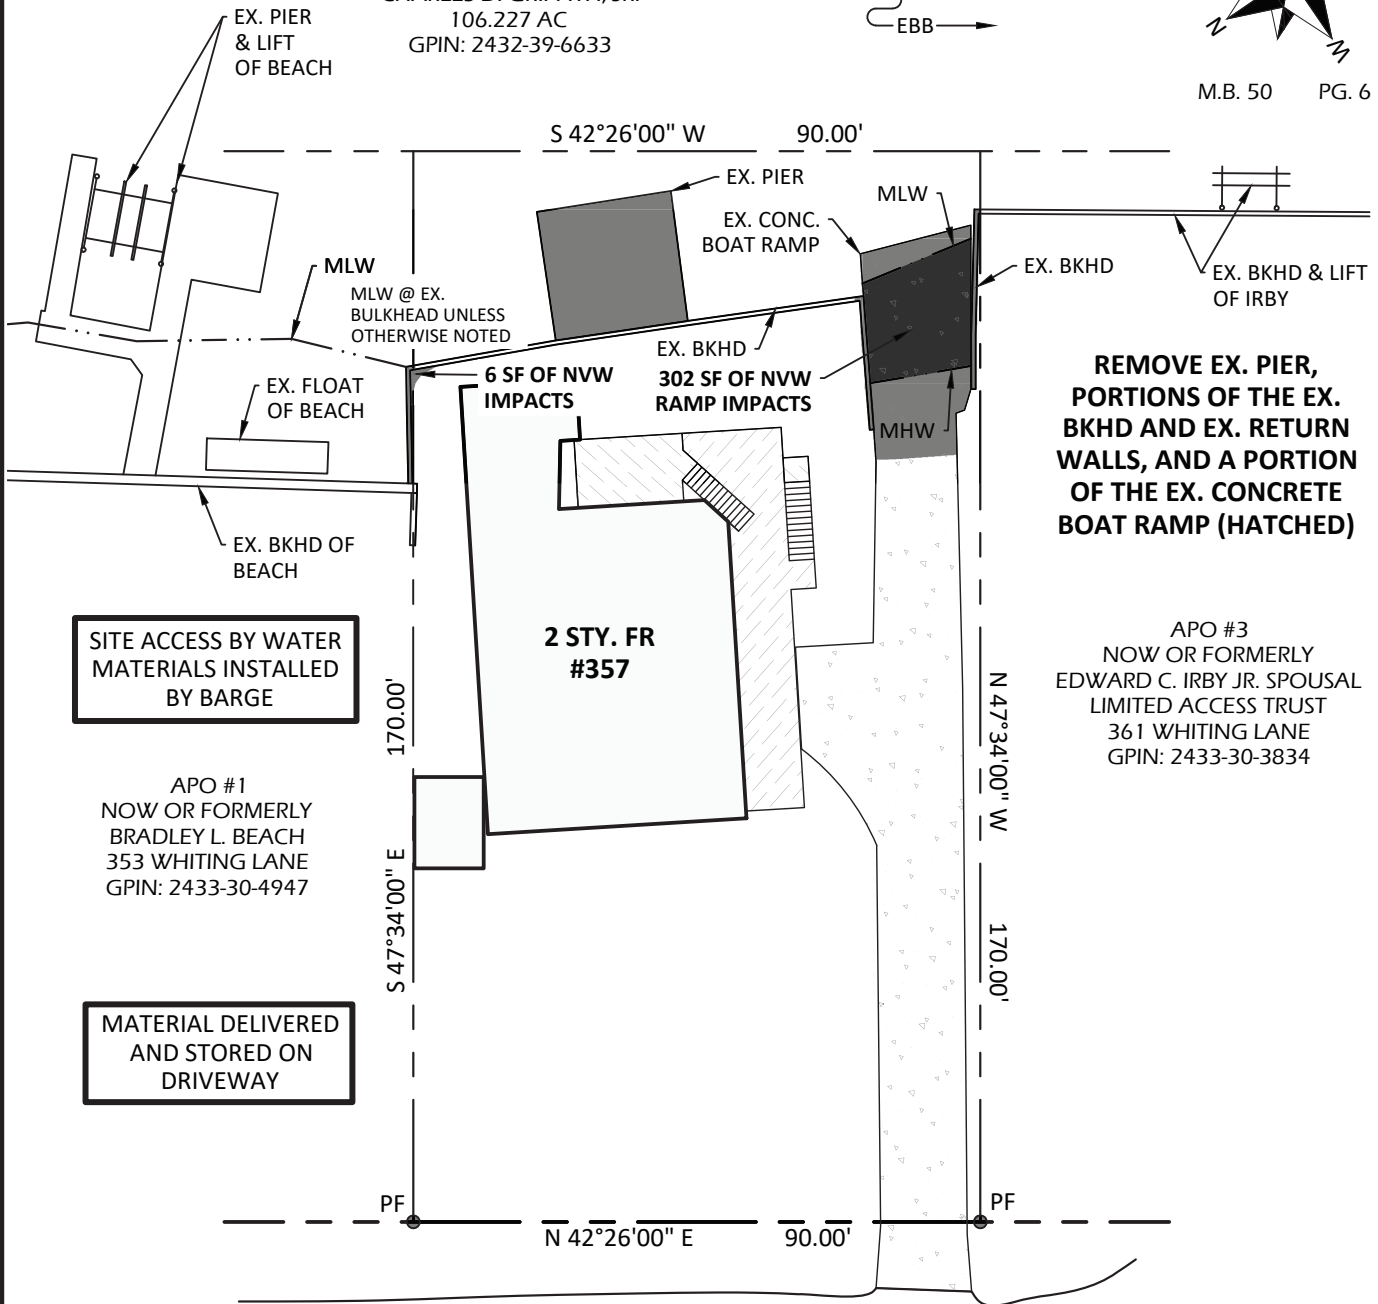 EX. PIER
& LIFT
OF BEACH
106.227 AC
GPIN: 2432-39-6633
EBB
N
W
M.B. 50 PG. 6
S 42°26'00" W 90.00'
EX. PIER
MLW
EX. CONC.
BOAT RAMP
MLW
MLW @ EX.
BULKHEAD UNLESS
OTHERWISE NOTED
EX. BKHD
EX. BKHD & LIFT
OF IRBY
EX. BKHD
6 SF OF NVW
IMPACTS
302 SF OF NVW
RAMP IMPACTS
EX. FLOAT
OF BEACH
MHW
REMOVE EX. PIER,
PORTIONS OF THE EX.
BKHD AND EX. RETURN
WALLS, AND A PORTION
OF THE EX. CONCRETE
BOAT RAMP (HATCHED)
EX. BKHD OF
BEACH
SITE ACCESS BY WATER
MATERIALS INSTALLED
BY BARGE
2 STY. FR
#357
APO #3
NOW OR FORMERLY
EDWARD C. IRBY JR. SPOUSAL
LIMITED ACCESS TRUST
361 WHITING LANE
GPIN: 2433-30-3834
APO #1
NOW OR FORMERLY
BRADLEY L. BEACH
353 WHITING LANE
GPIN: 2433-30-4947
S 47°34'00" E 170.00'
N 47°34'00" W 170.00'
MATERIAL DELIVERED
AND STORED ON
DRIVEWAY
PF
PF
N 42°26'00" E 90.00'